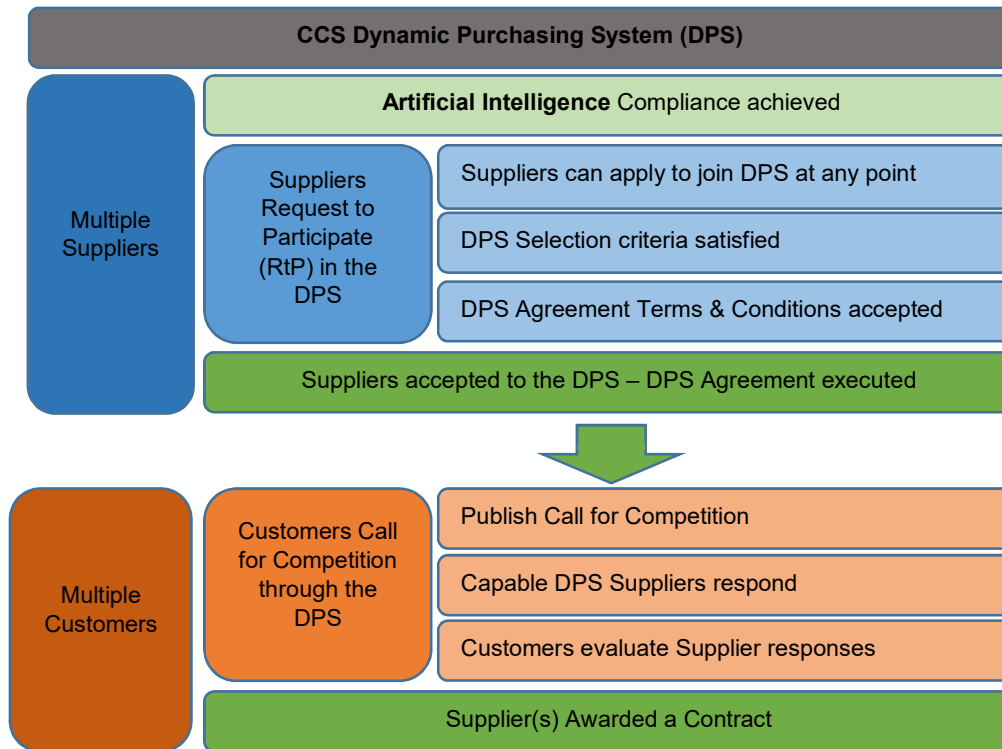 CCS Dynamic Purchasing System (DPS)
Artificial Intelligence Compliance achieved
Multiple
Suppliers
Suppliers
Request to
Participate
(RtP) in the
DPS
Suppliers can apply to join DPS at any point
DPS Selection criteria satisfied
DPS Agreement Terms & Conditions accepted
Suppliers accepted to the DPS – DPS Agreement executed
Multiple
Customers
Customers Call
for Competition
through the
DPS
Publish Call for Competition
Capable DPS Suppliers respond
Customers evaluate Supplier responses
Supplier(s) Awarded a Contract